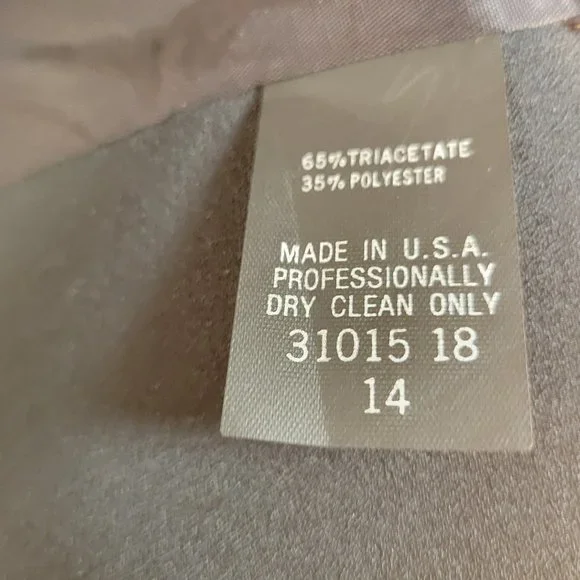 65% TRIACETATE
35% POLYESTER
MADE IN U.S.A.
PROFESSIONALLY
DRY CLEAN ONLY
31015 18
14